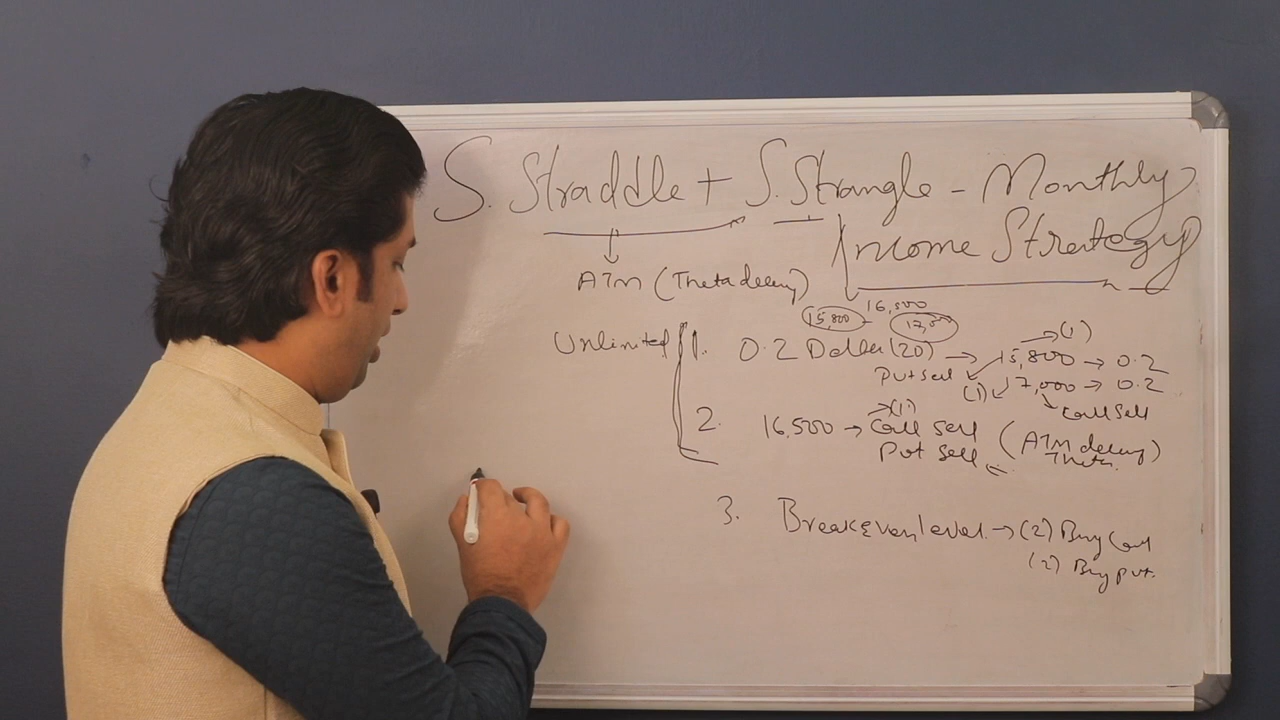 S. Straddle + S. Strangle - Monthly
Income Strategy
ATM (Theta decay)
16,500
15,800 - 17,000
Unlimited 1. 0.2 Delta (20) → 15,800 → 0.2 (1)
Put sell (1) 17,000 → 0.2
Call Sell
2. 16,500 → Call Sell (1)
Put Sell (ATM decay)
Theta
3. BreakEven level → (2) Buy Call
(2) Buy put.